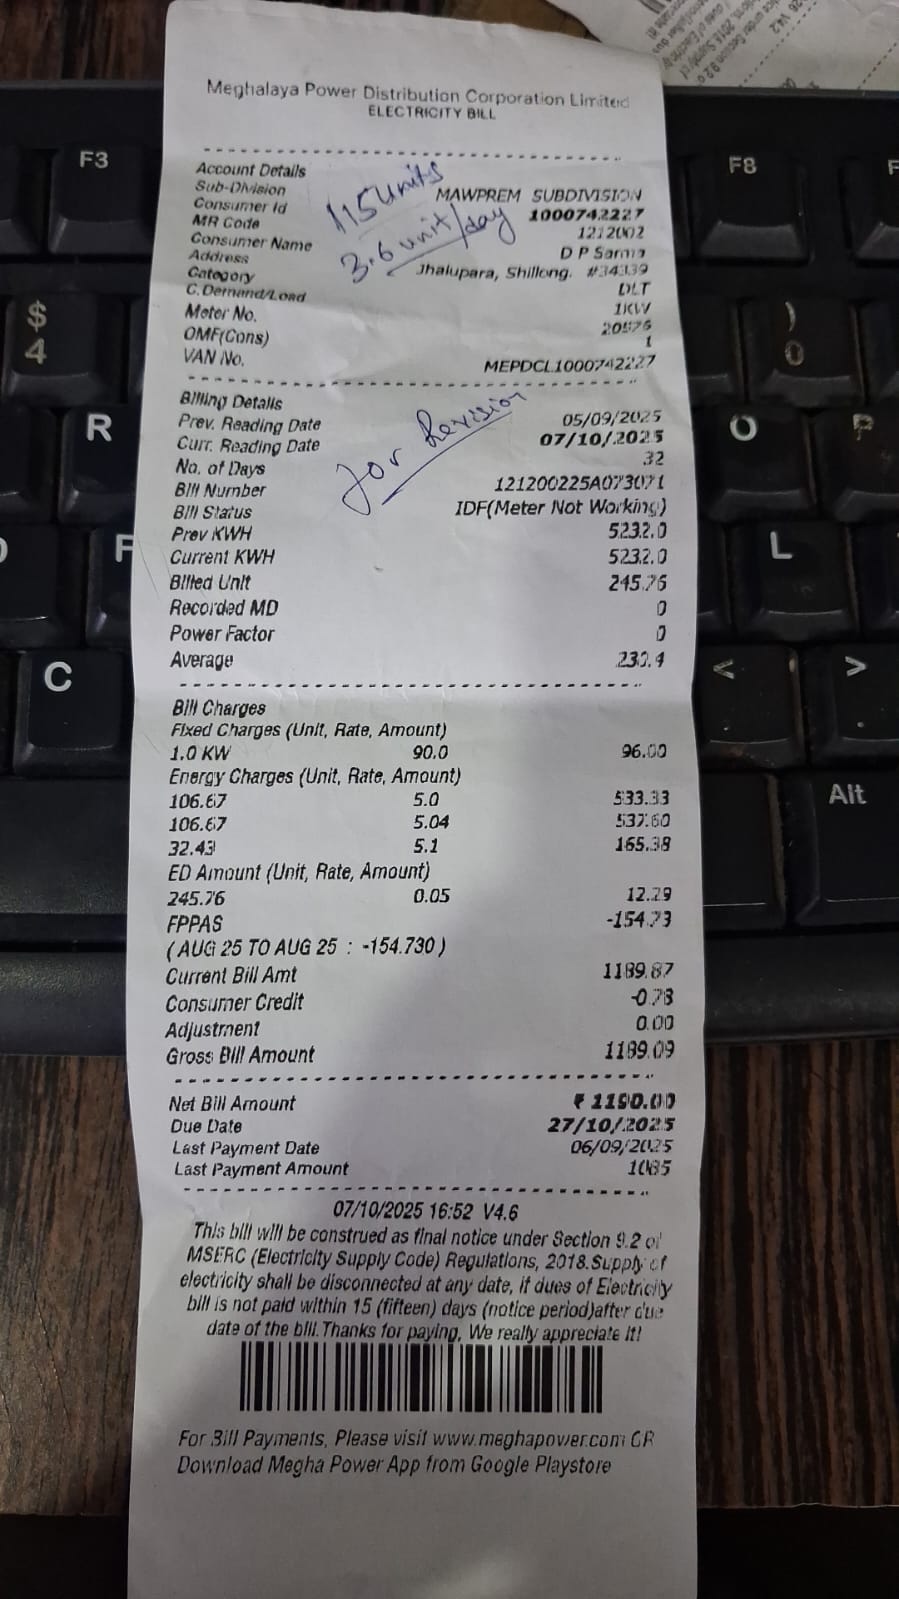 Meghalaya Power Distribution Corporation Limited
ELECTRICITY BILL
Account Details
Sub-Division MAWPREM SUBDIVISION
Consumer Id 1000742227
MR Code 1212002
Consumer Name D P Sarma
Address Jhalupara, Shillong. #34339
Category DLT
C.Demand/Load 1KW
Meter No. 20576
OMF(Cons) 1
VAN No. MEPDCL1000742227
115 units
3.6 unit/day
Billing Details
Prev. Reading Date 05/09/2025
Curr. Reading Date 07/10/2025
No. of Days 32
Bill Number 121200225A073071
Bill Status IDF(Meter Not Working)
for Revision
Prev KWH 5232.0
Current KWH 5232.0
Billed Unit 245.76
Recorded MD 0
Power Factor 0
Average 230.4
Bill Charges
Fixed Charges (Unit, Rate, Amount)
1.0 KW 90.0 96.00
Energy Charges (Unit, Rate, Amount)
106.67 5.0 533.33
106.67 5.04 537.60
32.43 5.1 165.38
ED Amount (Unit, Rate, Amount)
245.76 0.05 12.29
FPPAS -154.73
( AUG 25 TO AUG 25 : -154.730 )
Current Bill Amt 1189.87
Consumer Credit -0.78
Adjustment 0.00
Gross Bill Amount 1189.09
Net Bill Amount ₹ 1190.00
Due Date 27/10/2025
Last Payment Date 06/09/2025
Last Payment Amount 1085
07/10/2025 16:52 V4.6
This bill will be construed as final notice under Section 9.2 of
MSERC (Electricity Supply Code) Regulations, 2018.Supply of
electricity shall be disconnected at any date, if dues of Electricity
bill is not paid within 15 (fifteen) days (notice period)after due
date of the bill. Thanks for paying, We really appreciate it!
For Bill Payments, Please visit www.meghapower.com OR
Download Megha Power App from Google Playstore
F3
F8
F
$
4
)
0
R
O
P
F
L
C
<
>
Alt